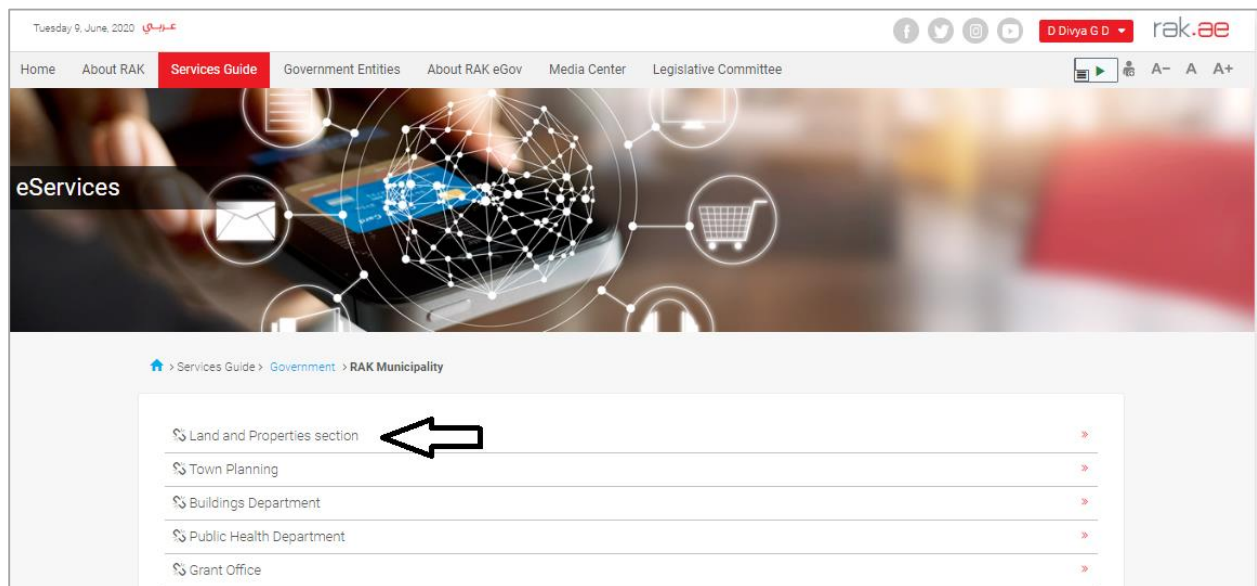 Tuesday 9, June, 2020 عربي
D Divya G D
rak.ae
Home About RAK Services Guide Government Entities About RAK eGov Media Center Legislative Committee
A- A A+
eServices
Card
> Services Guide > Government > RAK Municipality
Land and Properties section »
Town Planning »
Buildings Department »
Public Health Department »
Grant Office »